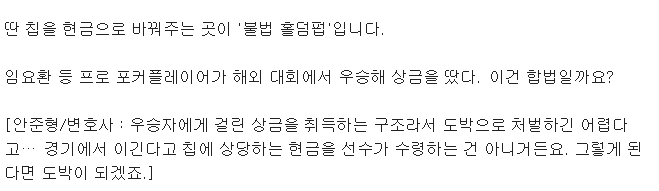 딴 칩을 현금으로 바꿔주는 곳이 '불법 홀덤펍'입니다.
임요환 등 프로 포커플레이어가 해외 대회에서 우승해 상금을 땄다. 이건 합법일까요?
[안준형/변호사 : 우승자에게 걸린 상금을 취득하는 구조라서 도박으로 처벌하긴 어렵다
고… 경기에서 이긴다고 칩에 상당하는 현금을 선수가 수령하는 건 아니거든요. 그렇게 된
다면 도박이 되겠죠.]